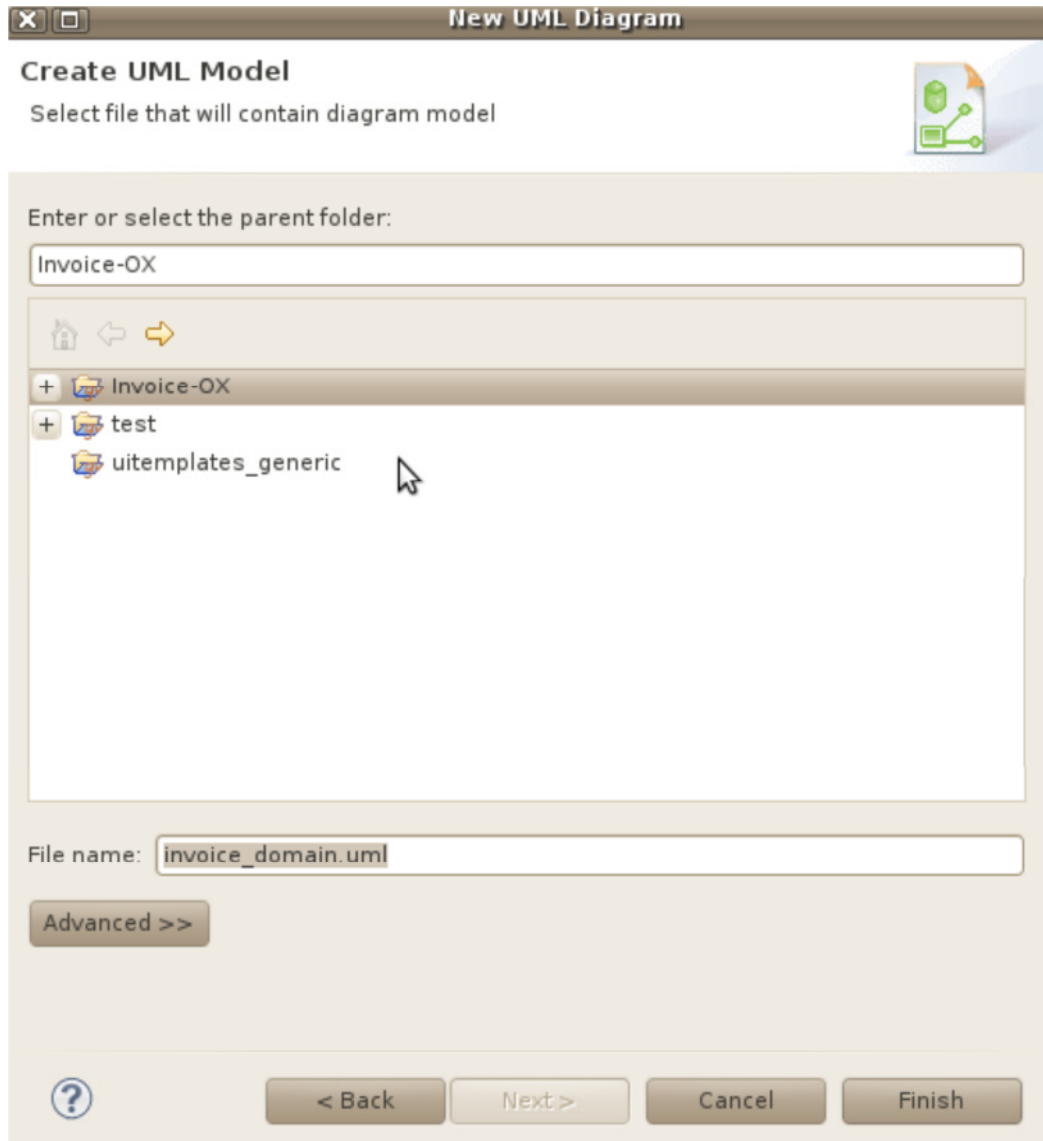 New UML Diagram
Create UML Model
Select file that will contain diagram model
Enter or select the parent folder:
Invoice-OX
+ Invoice-OX
+ test
uitemplates_generic
File name: invoice_domain.uml
Advanced >>
? < Back Next > Cancel Finish